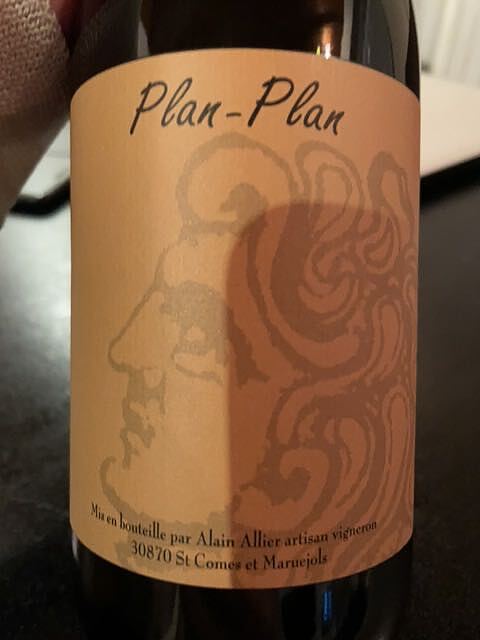 Plan-Plan
Mis en bouteille par Alain Allier artisan vigneron
30870 St Comes et Maruejols